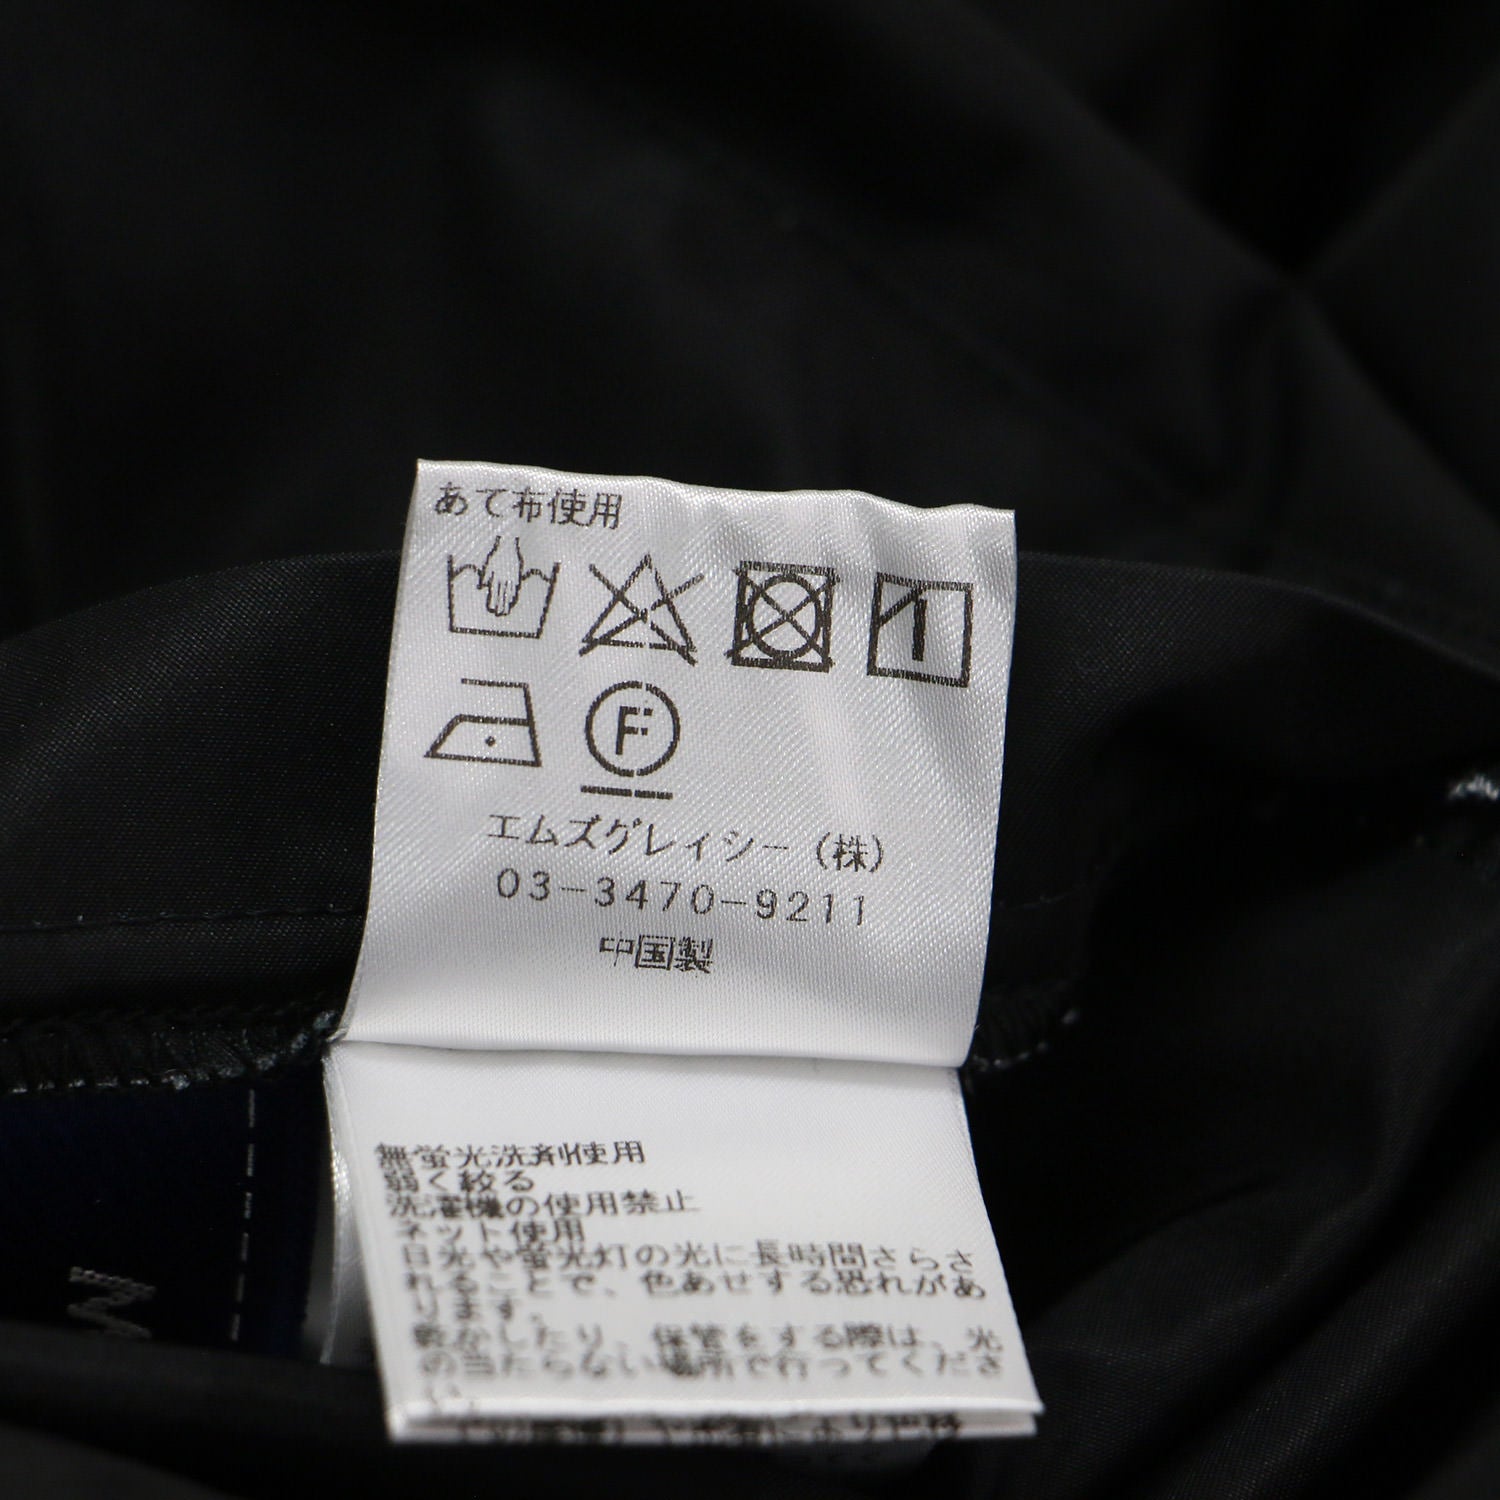 あて布使用
F
エムズグレイシー（株）
03-3470-9211
中国製
無蛍光洗剤使用
弱く絞る
洗濯機の使用禁止
ネット使用
日光や蛍光灯の光に長時間さらさ
れることで、色あせする恐れがあ
ります。
乾かしたり、保管をする際は、光
の当たらない場所で行ってくださ
い。
M